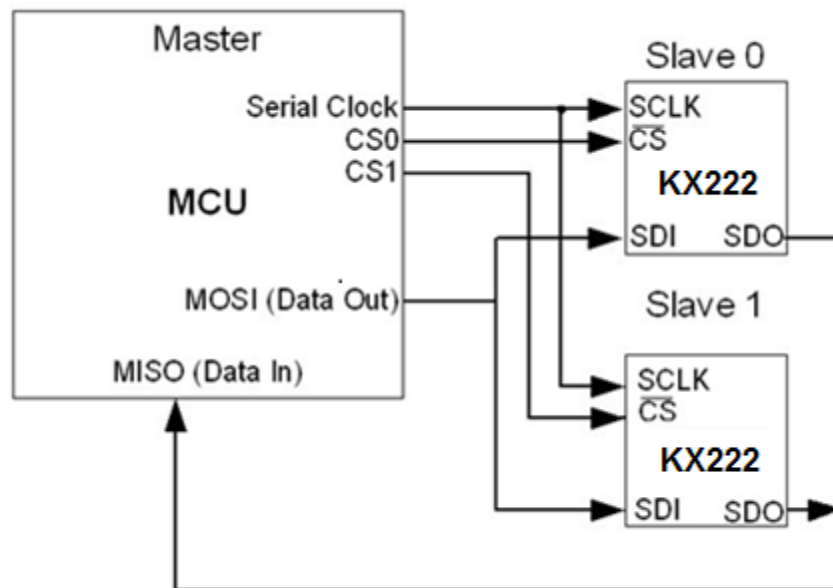 Master
Serial Clock
CS0
CS1
MCU
MOSI (Data Out)
MISO (Data In)
Slave 0
SCLK
CS
KX222
SDI SDO
Slave 1
SCLK
CS
KX222
SDI SDO